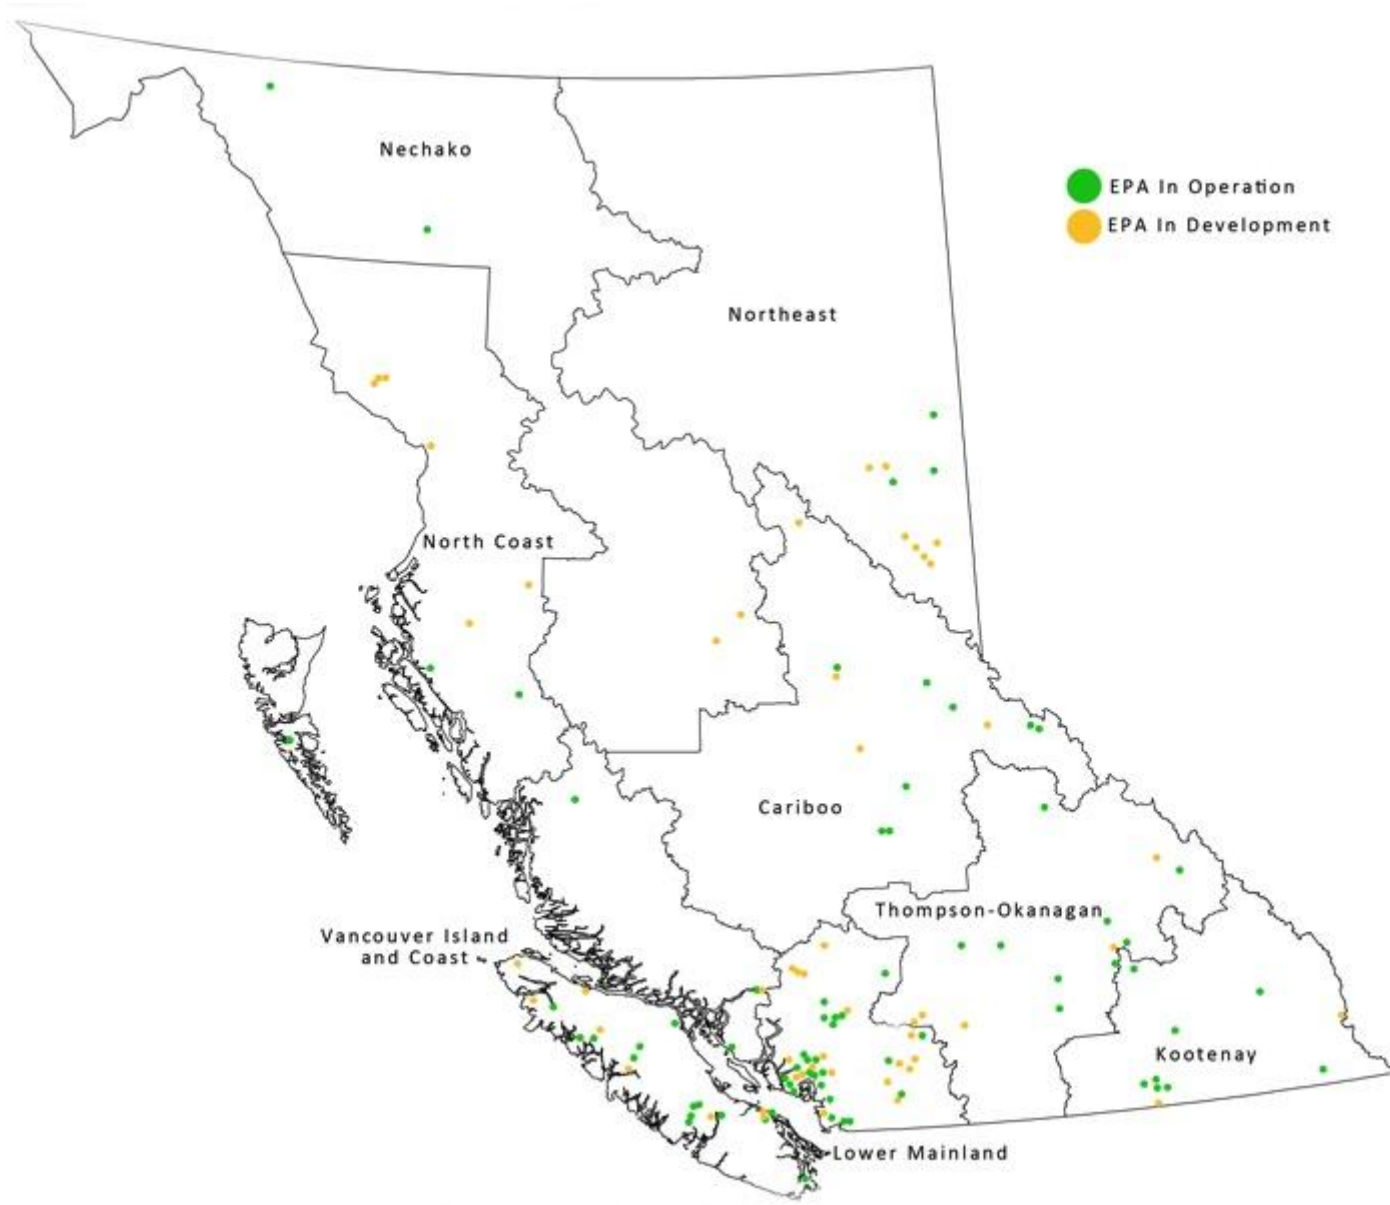 Nechako
EPA In Operation
EPA In Development
Northeast
North Coast
Cariboo
Thompson-Okanagan
Vancouver Island
and Coast
Kootenay
Lower Mainland